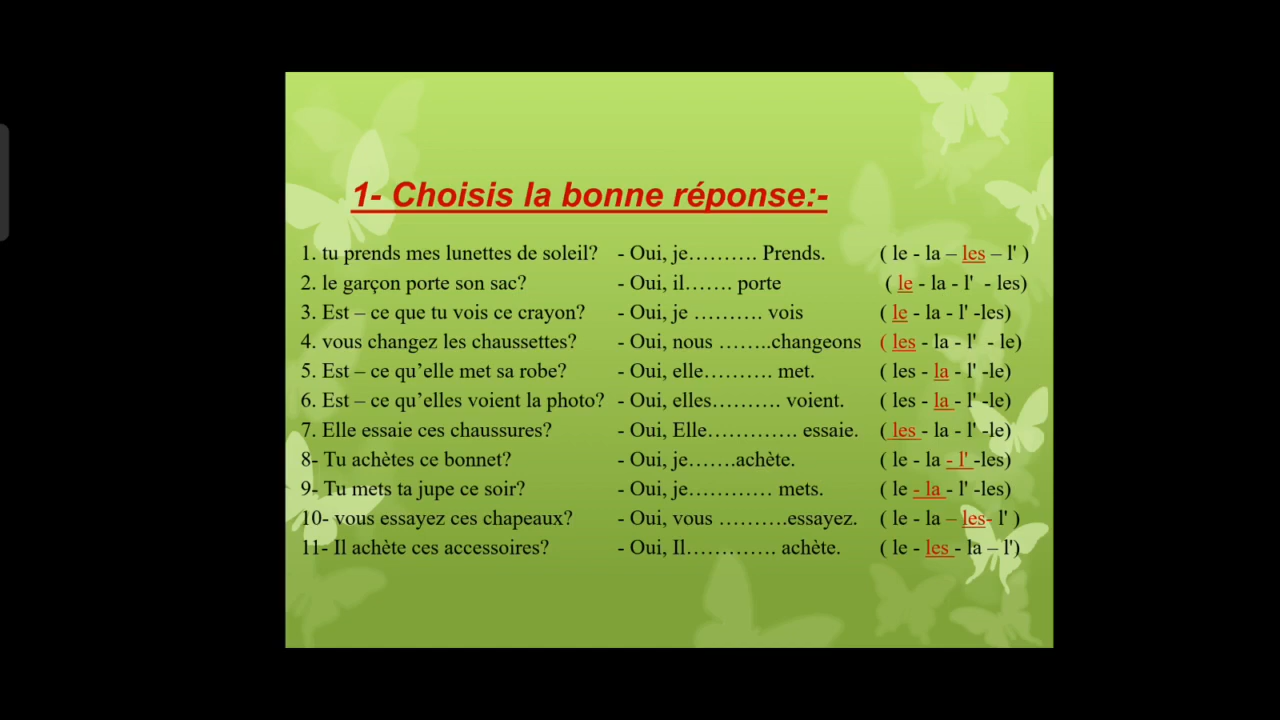 1- Choisis la bonne réponse:-
1. tu prends mes lunettes de soleil? - Oui, je………. Prends. ( le - la – les – l' )
2. le garçon porte son sac? - Oui, il……. porte ( le - la - l' - les)
3. Est – ce que tu vois ce crayon? - Oui, je ………. vois ( le - la - l' -les)
4. vous changez les chaussettes? - Oui, nous ……..changeons ( les - la - l' - le)
5. Est – ce qu’elle met sa robe? - Oui, elle………. met. ( les - la - l' -le)
6. Est – ce qu’elles voient la photo? - Oui, elles………. voient. ( les - la - l' -le)
7. Elle essaie ces chaussures? - Oui, Elle…………. essaie. ( les - la - l' -le)
8- Tu achètes ce bonnet? - Oui, je…….achète. ( le - la - l' -les)
9- Tu mets ta jupe ce soir? - Oui, je………… mets. ( le - la - l' -les)
10- vous essayez ces chapeaux? - Oui, vous ……….essayez. ( le - la – les- l' )
11- Il achète ces accessoires? - Oui, Il…………. achète. ( le - les - la – l')